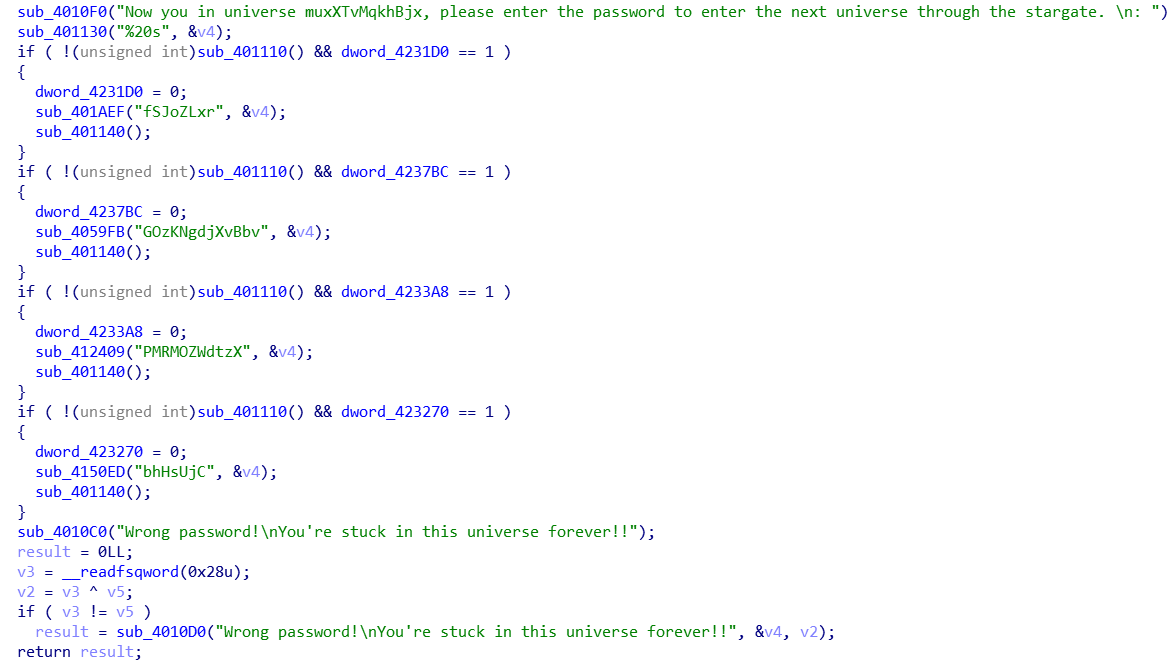 sub_4010F0("Now you in universe muxXTvMqkhBjx, please enter the password to enter the next universe through the stargate. \n: ")
sub_401130("%20s", &v4);
if ( !(unsigned int)sub_401110() && dword_4231D0 == 1 )
{
dword_4231D0 = 0;
sub_401AEF("fSJoZLxr", &v4);
sub_401140();
}
if ( !(unsigned int)sub_401110() && dword_4237BC == 1 )
{
dword_4237BC = 0;
sub_4059FB("GOzKNgdjXvBbv", &v4);
sub_401140();
}
if ( !(unsigned int)sub_401110() && dword_4233A8 == 1 )
{
dword_4233A8 = 0;
sub_412409("PMRMOZWdtzX", &v4);
sub_401140();
}
if ( !(unsigned int)sub_401110() && dword_423270 == 1 )
{
dword_423270 = 0;
sub_4150ED("bhHsUjC", &v4);
sub_401140();
}
sub_4010C0("Wrong password!\nYou're stuck in this universe forever!!");
result = 0LL;
v3 = __readfsqword(0x28u);
v2 = v3 ^ v5;
if ( v3 != v5 )
result = sub_4010D0("Wrong password!\nYou're stuck in this universe forever!!", &v4, v2);
return result;